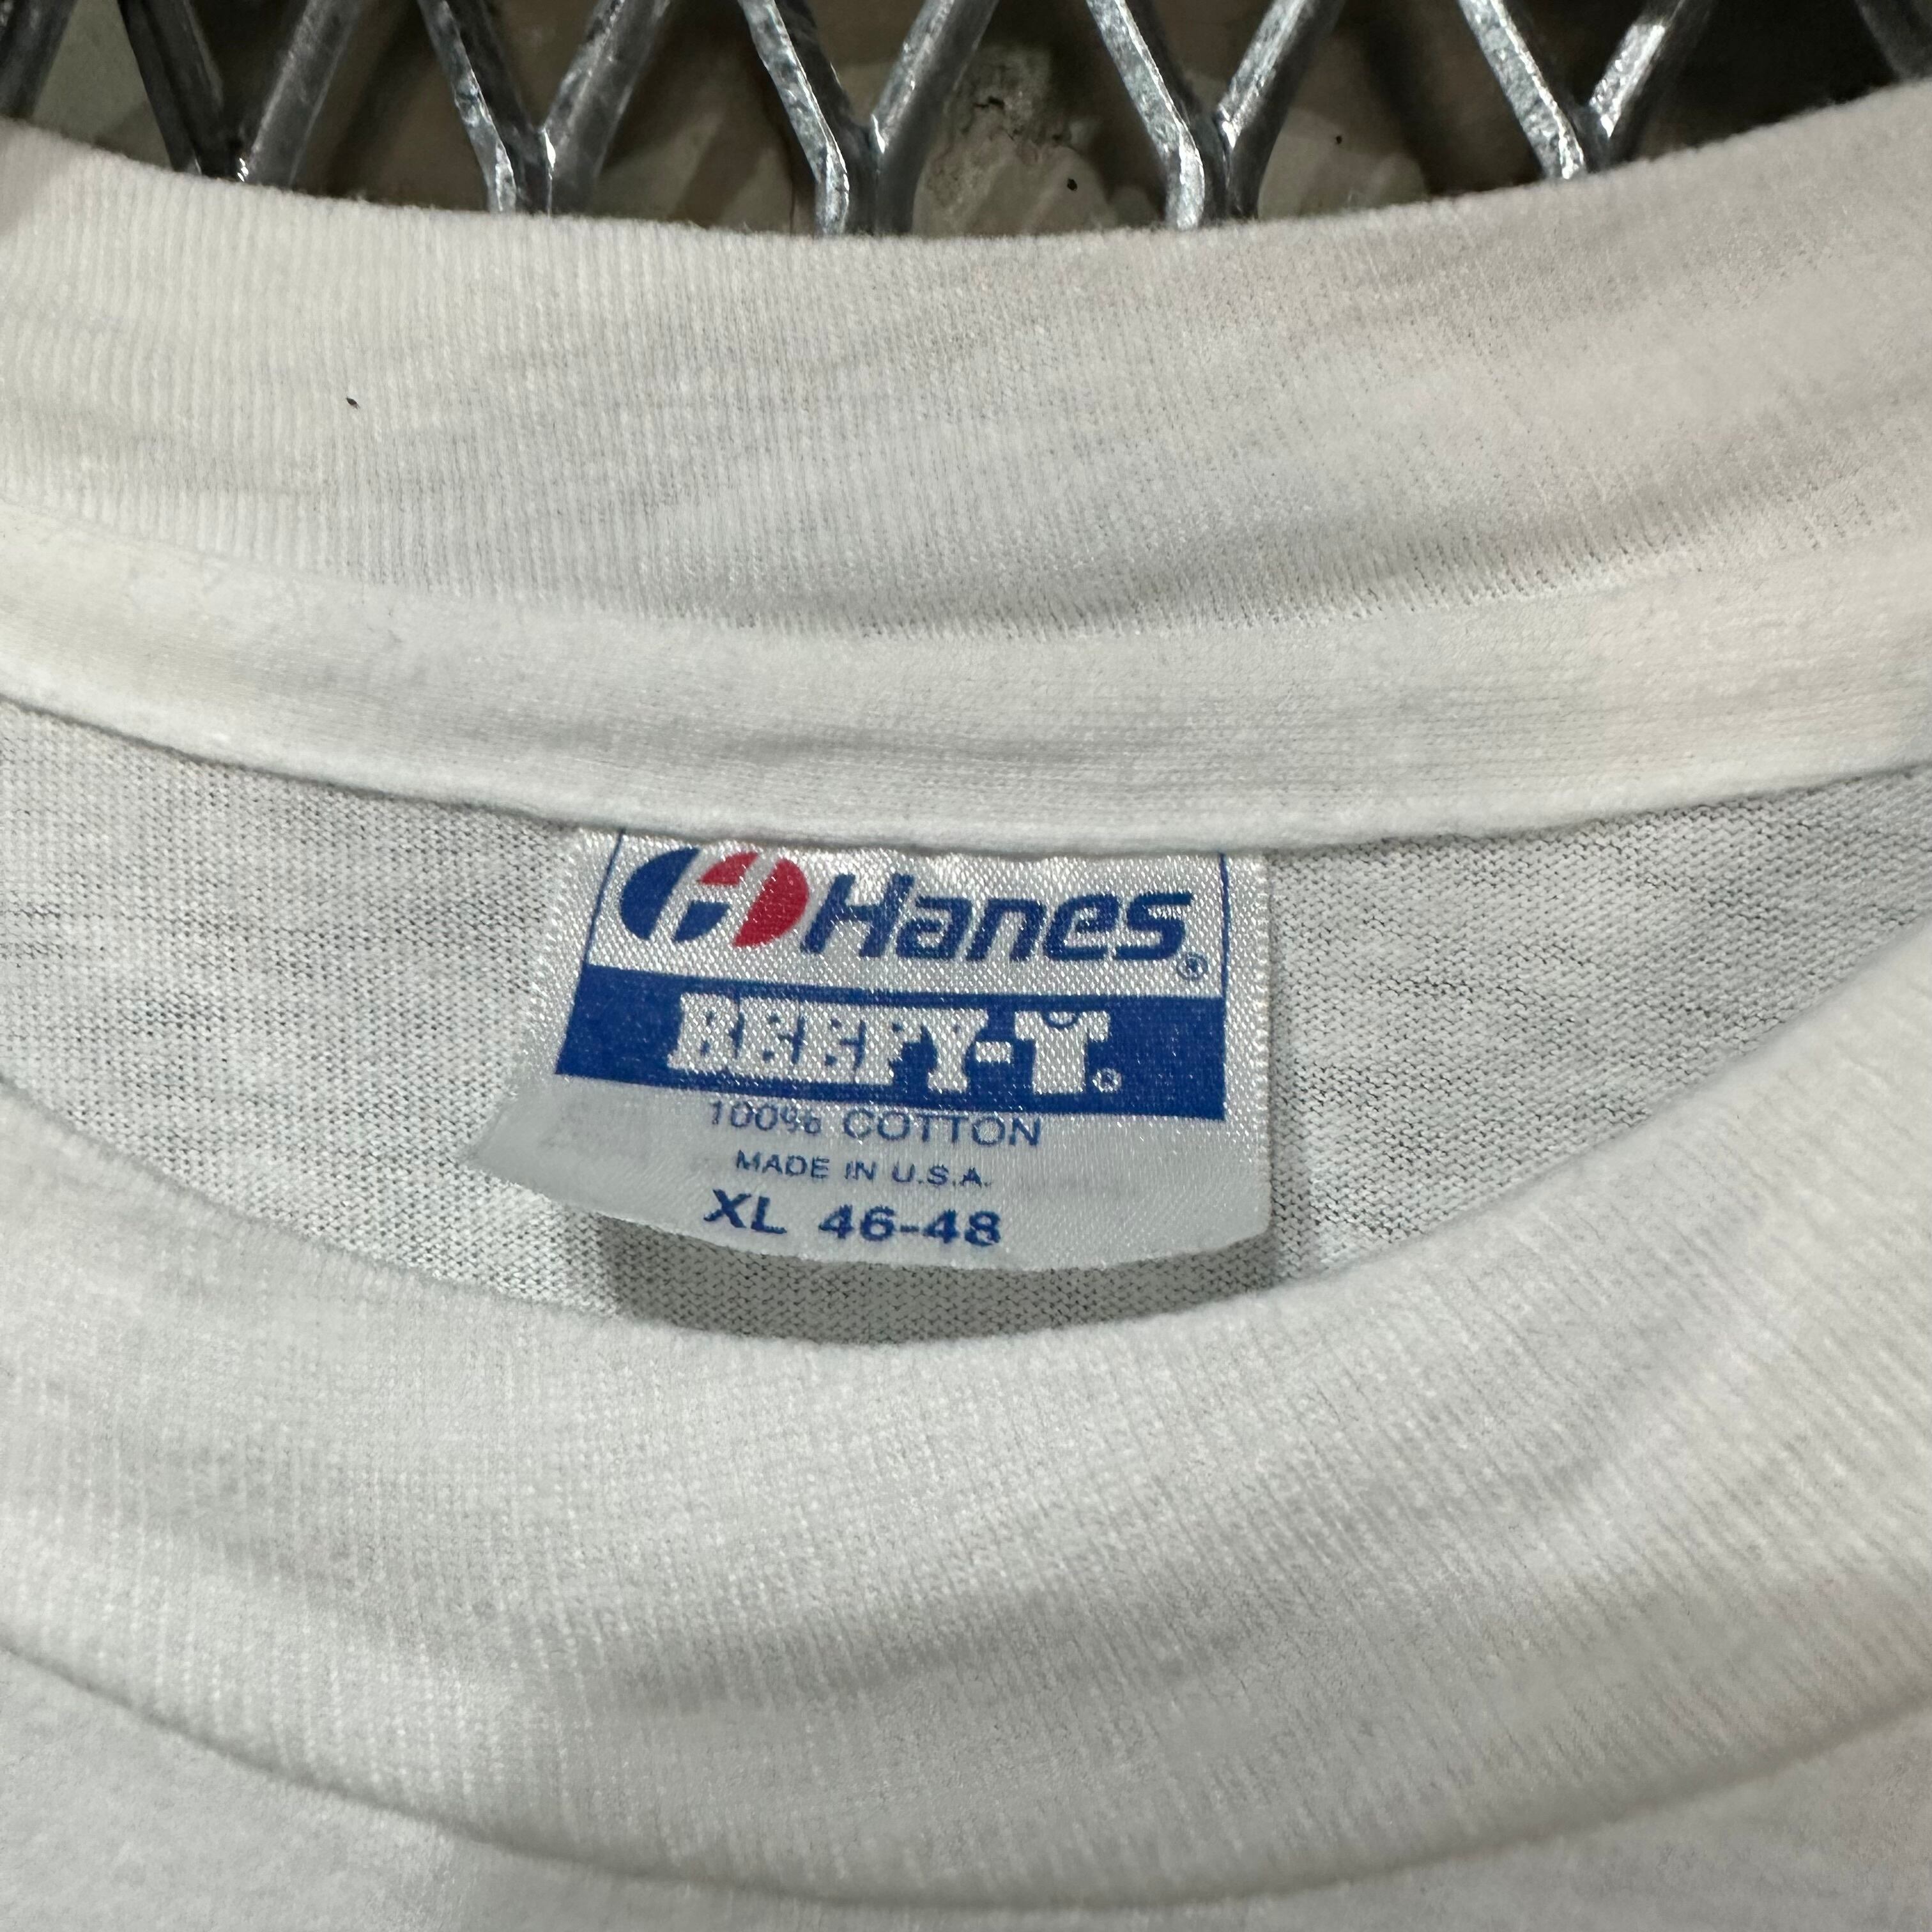 Hanes®
BEEFY-T®
100% COTTON
MADE IN U.S.A.
XL 46-48